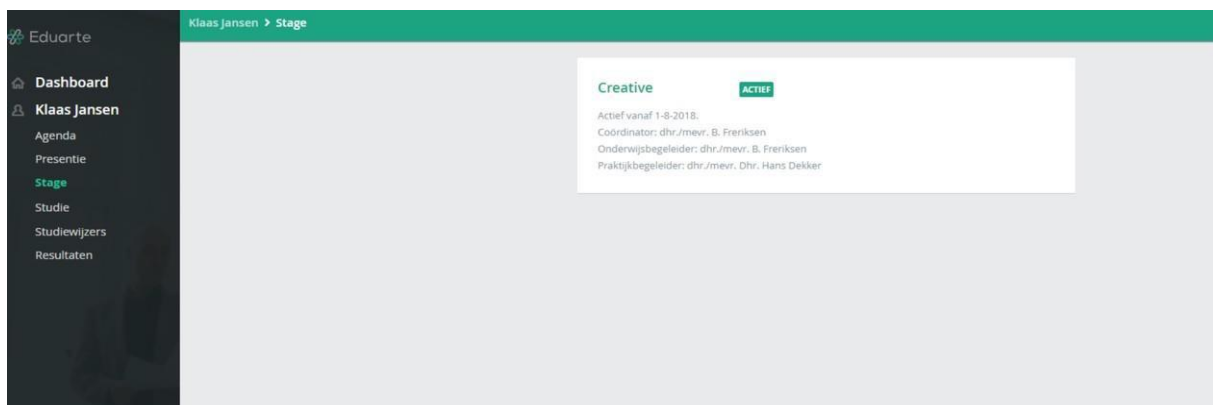 Eduarte
Dashboard
Klaas Jansen
Agenda
Presentie
Stage
Studie
Studiewijzers
Resultaten
Klaas Jansen > Stage
Creative ACTIEF
Actief vanaf 1-8-2018.
Coördinator: dhr./mevr. B. Freriksen
Onderwijsbegeleider: dhr./mevr. B. Freriksen
Praktijkbegeleider: dhr./mevr. Dhr. Hans Dekker